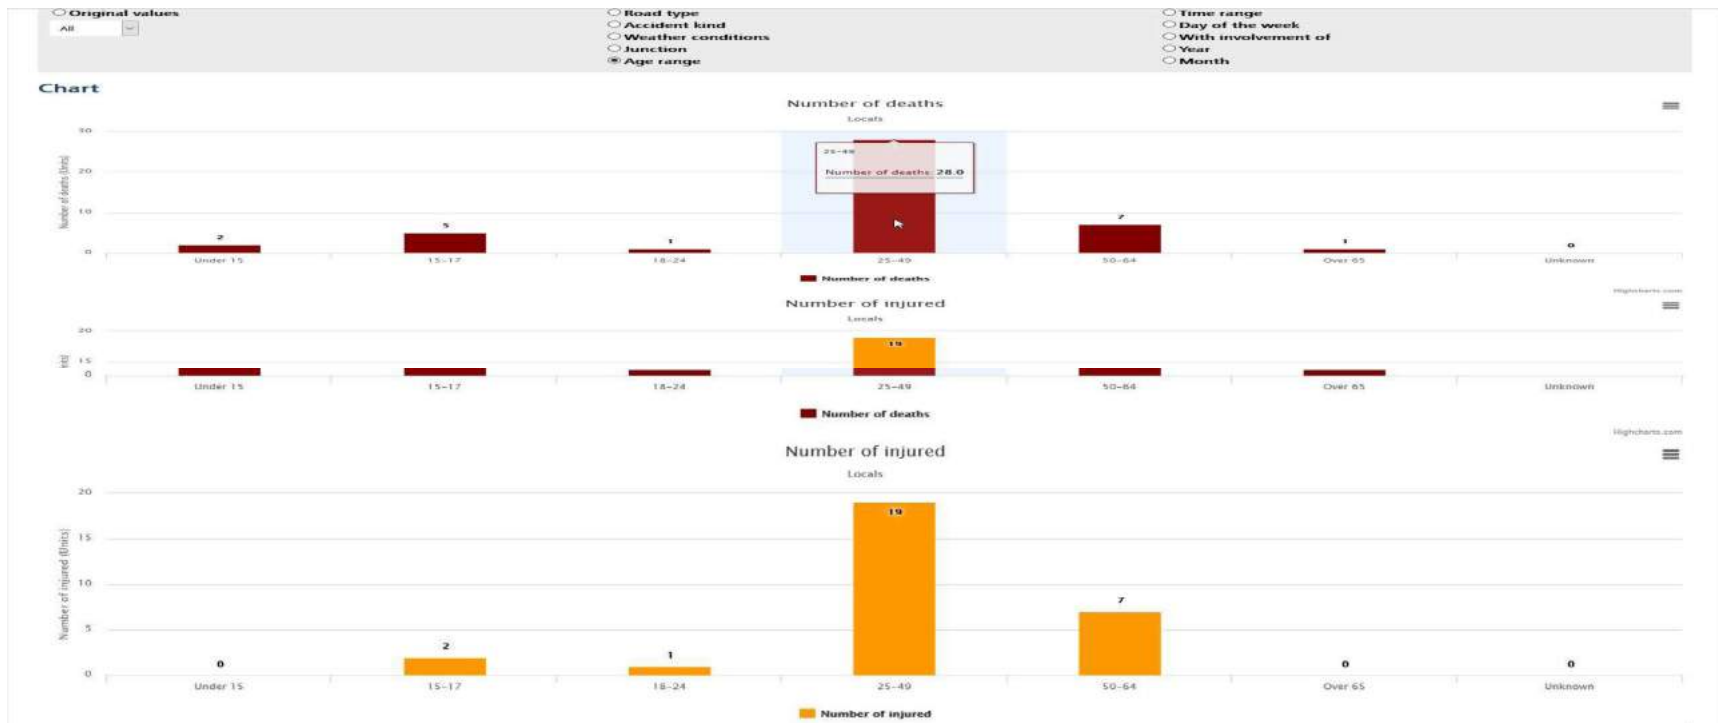 Original values
All
Road type
Accident kind
Weather conditions
Junction
Age range
Time range
Day of the week
With involvement of
Year
Month
Chart
Number of deaths
Locals
Number of deaths (Units)
30
20
10
0
2
5
1
25-49
Number of deaths: 28.0
7
1
0
Under 15 15-17 18-24 25-49 50-64 Over 65 Unknown
Number of deaths
Highcharts.com
Number of injured
Locals
20
15
0
19
Under 15 15-17 18-24 25-49 50-64 Over 65 Unknown
Number of deaths
Highcharts.com
Number of injured
Locals
Number of injured (Units)
20
15
10
5
0
0
2
1
19
7
0
0
Under 15 15-17 18-24 25-49 50-64 Over 65 Unknown
Number of injured